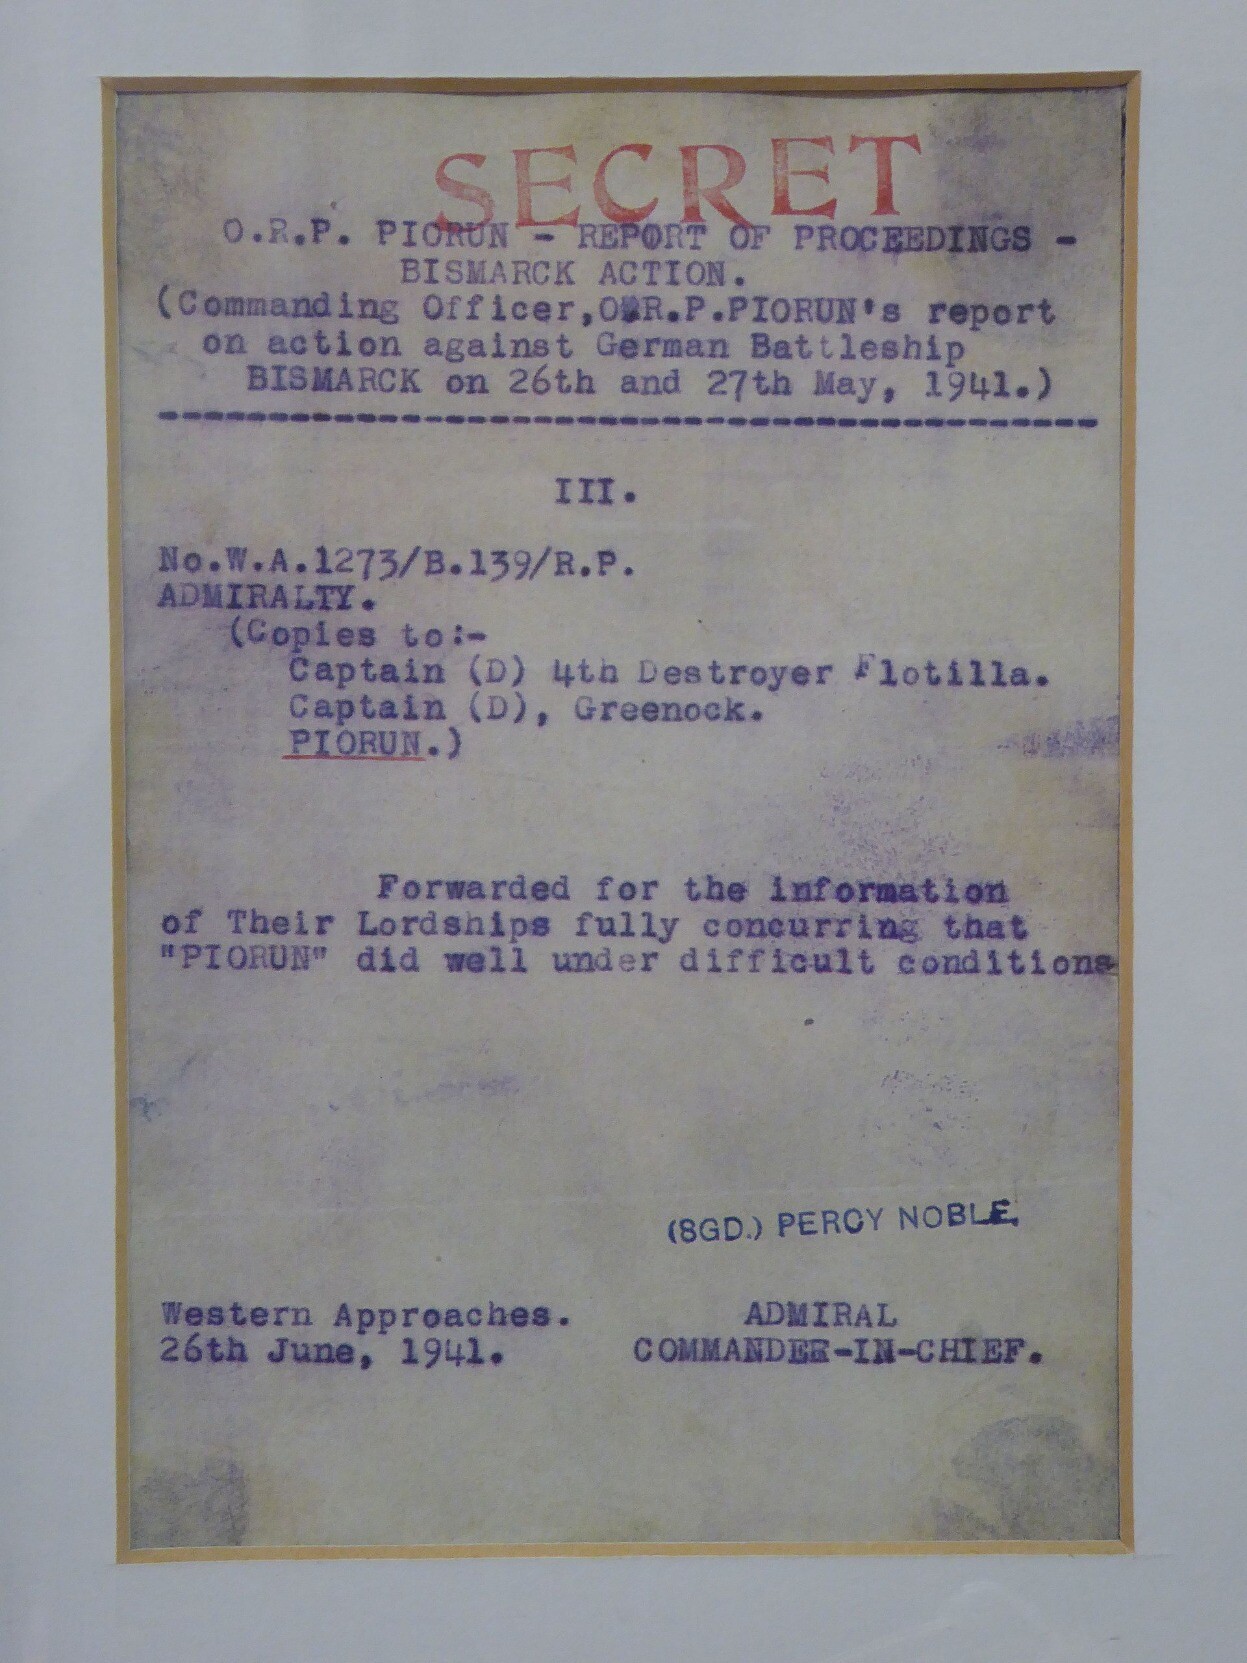 SECRET
O.R.P. PIORUN - REPORT OF PROCEEDINGS -
BISMARCK ACTION.
(Commanding Officer,O.R.P.PIORUN's report
on action against German Battleship
BISMARCK on 26th and 27th May, 1941.)
III.
No.W.A.1273/B.139/R.P.
ADMIRALTY.
(Copies to:-
Captain (D) 4th Destroyer Flotilla.
Captain (D), Greenock.
PIORUN.)
Forwarded for the information
of Their Lordships fully concurring that
"PIORUN" did well under difficult conditions
(SGD.) PERCY NOBLE.
Western Approaches.
26th June, 1941.
ADMIRAL
COMMANDER-IN-CHIEF.